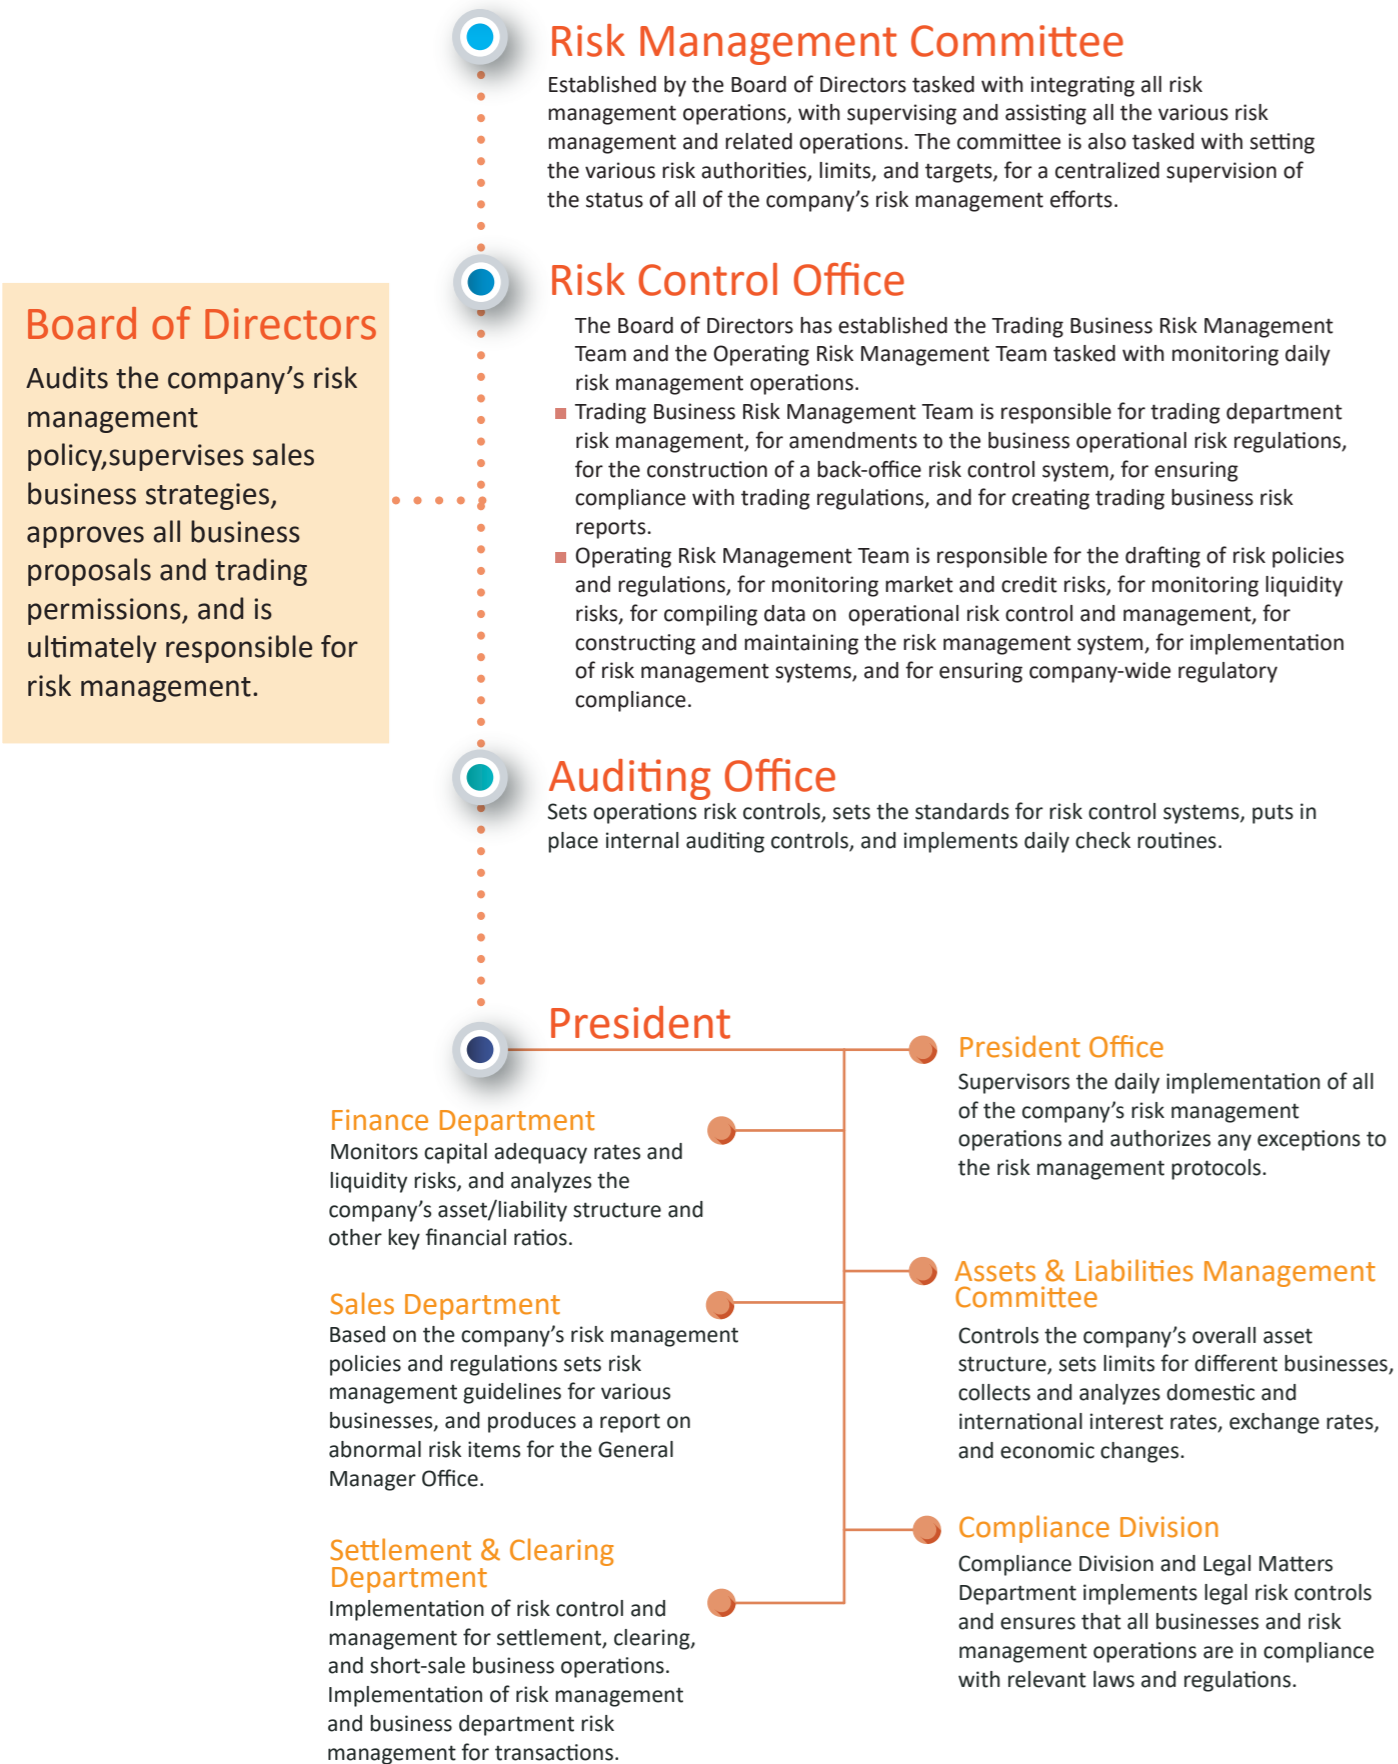 Risk Management Committee
Established by the Board of Directors tasked with integrating all risk
management operations, with supervising and assisting all the various risk
management and related operations. The committee is also tasked with setting
the various risk authorities, limits, and targets, for a centralized supervision of
the status of all of the company’s risk management efforts.
Board of Directors
Audits the company’s risk
management
policy,supervises sales
business strategies,
approves all business
proposals and trading
permissions, and is
ultimately responsible for
risk management.
Risk Control Office
The Board of Directors has established the Trading Business Risk Management
Team and the Operating Risk Management Team tasked with monitoring daily
risk management operations.
Trading Business Risk Management Team is responsible for trading department
risk management, for amendments to the business operational risk regulations,
for the construction of a back-office risk control system, for ensuring
compliance with trading regulations, and for creating trading business risk
reports.
Operating Risk Management Team is responsible for the drafting of risk policies
and regulations, for monitoring market and credit risks, for monitoring liquidity
risks, for compiling data on operational risk control and management, for
constructing and maintaining the risk management system, for implementation
of risk management systems, and for ensuring company-wide regulatory
compliance.
Auditing Office
Sets operations risk controls, sets the standards for risk control systems, puts in
place internal auditing controls, and implements daily check routines.
President
President Office
Supervisors the daily implementation of all
of the company’s risk management
operations and authorizes any exceptions to
the risk management protocols.
Finance Department
Monitors capital adequacy rates and
liquidity risks, and analyzes the
company’s asset/liability structure and
other key financial ratios.
Assets & Liabilities Management
Committee
Controls the company’s overall asset
structure, sets limits for different businesses,
collects and analyzes domestic and
international interest rates, exchange rates,
and economic changes.
Sales Department
Based on the company’s risk management
policies and regulations sets risk
management guidelines for various
businesses, and produces a report on
abnormal risk items for the General
Manager Office.
Compliance Division
Compliance Division and Legal Matters
Department implements legal risk controls
and ensures that all businesses and risk
management operations are in compliance
with relevant laws and regulations.
Settlement & Clearing
Department
Implementation of risk control and
management for settlement, clearing,
and short-sale business operations.
Implementation of risk management
and business department risk
management for transactions.